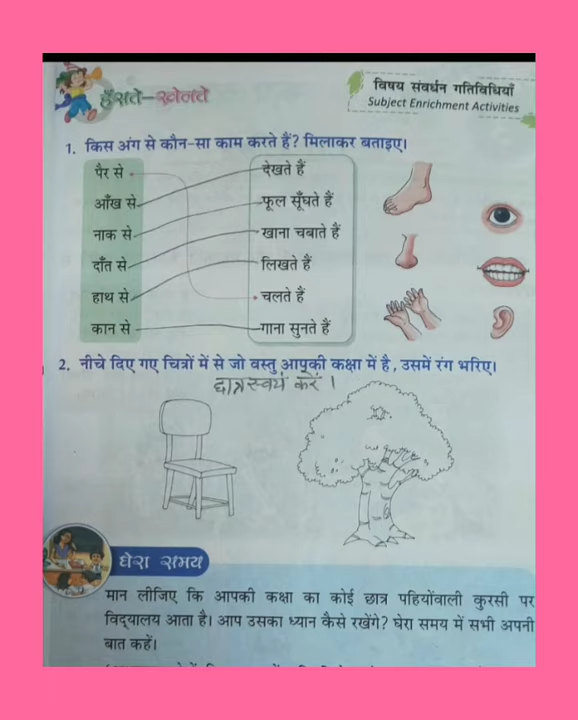 हँसते-खेलते
विषय संवर्धन गतिविधियाँ
Subject Enrichment Activities
1. किस अंग से कौन-सा काम करते हैं? मिलाकर बताइए।
पैर से देखते हैं
आँख से फूल सूँघते हैं
नाक से खाना चबाते हैं
दाँत से लिखते हैं
हाथ से चलते हैं
कान से गाना सुनते हैं
2. नीचे दिए गए चित्रों में से जो वस्तु आपकी कक्षा में है, उसमें रंग भरिए।
छात्र स्वयं करें।
घेरा समय
मान लीजिए कि आपकी कक्षा का कोई छात्र पहियोंवाली कुरसी पर
विद्यालय आता है। आप उसका ध्यान कैसे रखेंगे? घेरा समय में सभी अपनी
बात कहें।